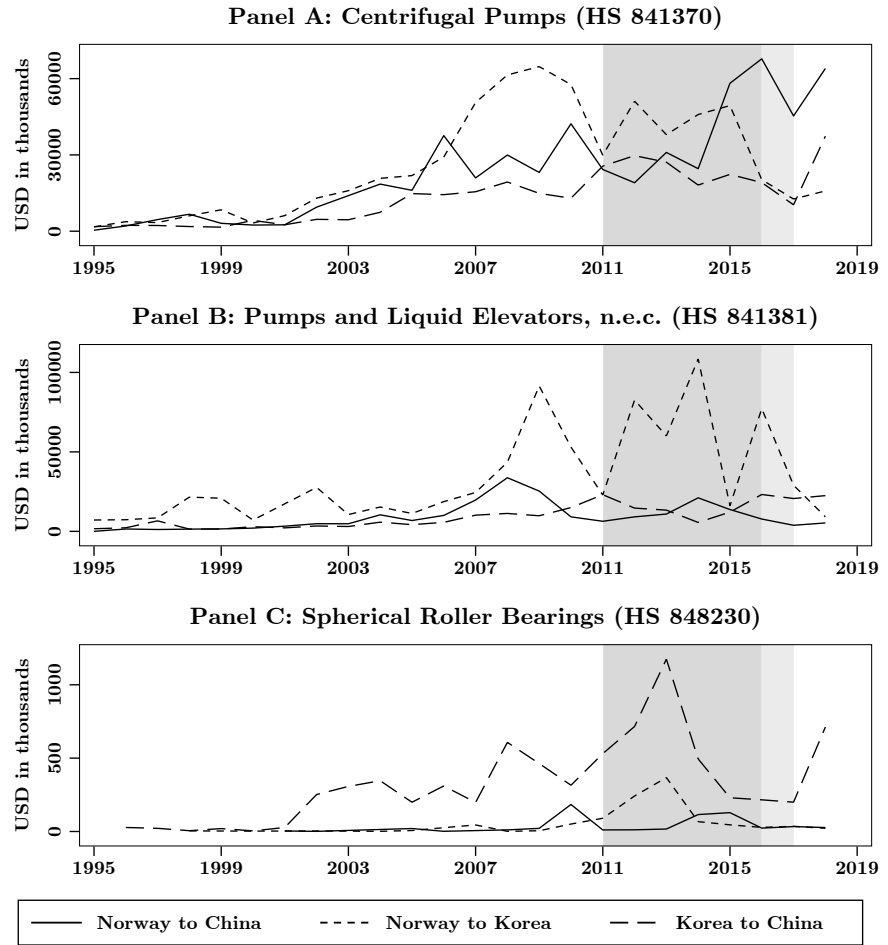 Panel A: Centrifugal Pumps (HS 841370)
USD in thousands
60000
30000
0
1995 1999 2003 2007 2011 2015 2019
Panel B: Pumps and Liquid Elevators, n.e.c. (HS 841381)
USD in thousands
100000
50000
0
1995 1999 2003 2007 2011 2015 2019
Panel C: Spherical Roller Bearings (HS 848230)
USD in thousands
1000
500
0
1995 1999 2003 2007 2011 2015 2019
Norway to China Norway to Korea Korea to China